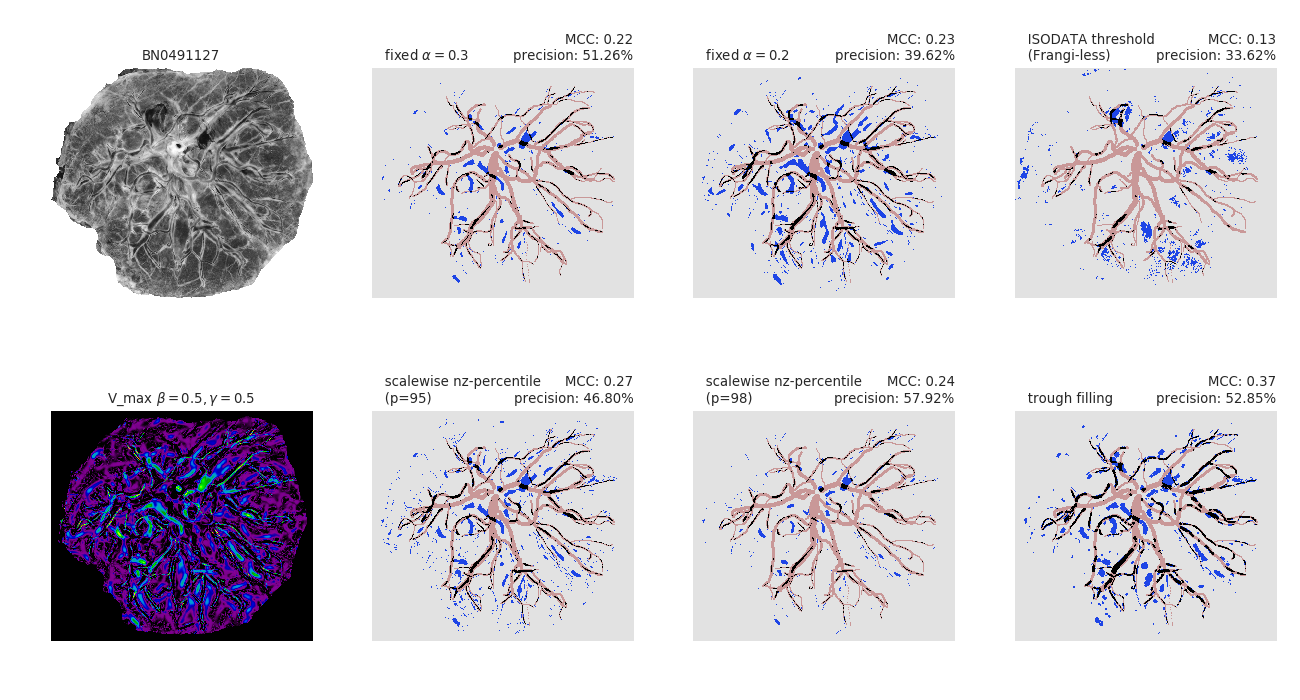 BN0491127
MCC: 0.22
fixed α = 0.3 precision: 51.26%
MCC: 0.23
fixed α = 0.2 precision: 39.62%
ISODATA threshold MCC: 0.13
(Frangi-less) precision: 33.62%
V_max β = 0.5, γ = 0.5
scalewise nz-percentile MCC: 0.27
(p=95) precision: 46.80%
scalewise nz-percentile MCC: 0.24
(p=98) precision: 57.92%
MCC: 0.37
trough filling precision: 52.85%